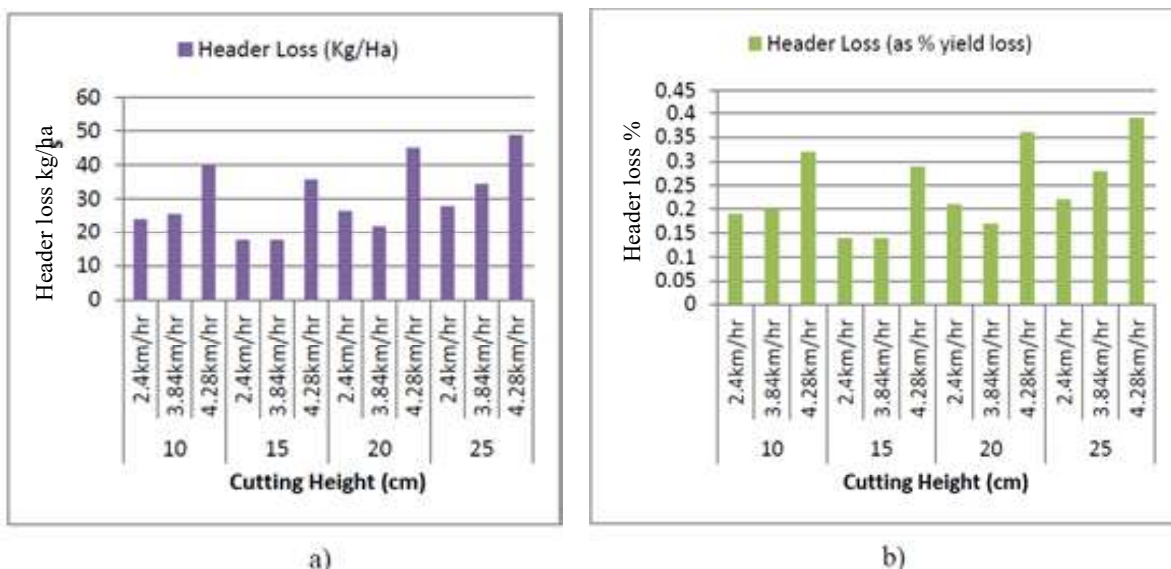 Header Loss (Kg/Ha)
Header loss kg/ha
60
50
40
30
20
10
0
2.4km/hr
3.84km/hr
4.28km/hr
2.4km/hr
3.84km/hr
4.28km/hr
2.4km/hr
3.84km/hr
4.28km/hr
2.4km/hr
3.84km/hr
4.28km/hr
10 15 20 25
Cutting Height (cm)
a)
Header Loss (as % yield loss)
Header loss %
0.45
0.4
0.35
0.3
0.25
0.2
0.15
0.1
0.05
0
2.4km/hr
3.84km/hr
4.28km/hr
2.4km/hr
3.84km/hr
4.28km/hr
2.4km/hr
3.84km/hr
4.28km/hr
2.4km/hr
3.84km/hr
4.28km/hr
10 15 20 25
Cutting Height (cm)
b)